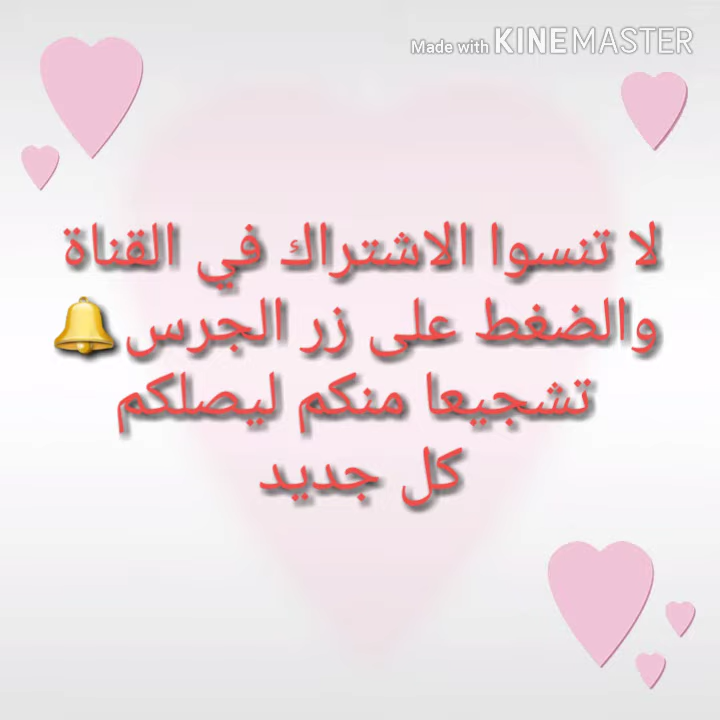 Made with KINEMASTER
لا تنسوا الاشتراك في القناة
والضغط على زر الجرس🔔
تشجيعا منكم ليصلكم
كل جديد